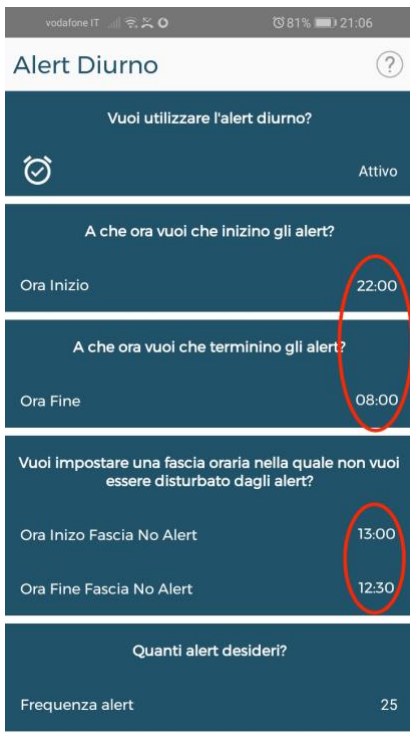 vodafone IT 81% 21:06
Alert Diurno ?
Vuoi utilizzare l'alert diurno?
Attivo
A che ora vuoi che inizino gli alert?
Ora Inizio 22:00
A che ora vuoi che terminino gli alert?
Ora Fine 08:00
Vuoi impostare una fascia oraria nella quale non vuoi
essere disturbato dagli alert?
Ora Inizo Fascia No Alert 13:00
Ora Fine Fascia No Alert 12:30
Quanti alert desideri?
Frequenza alert 25